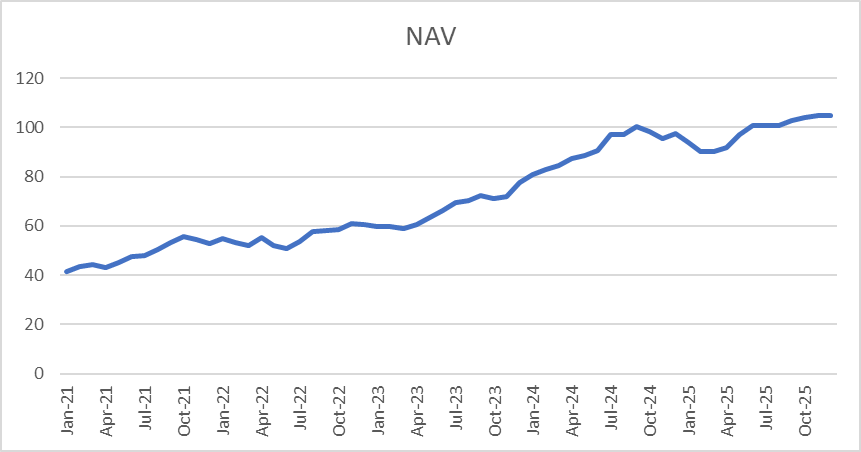 NAV
120
100
80
60
40
20
0
Jan-21
Apr-21
Jul-21
Oct-21
Jan-22
Apr-22
Jul-22
Oct-22
Jan-23
Apr-23
Jul-23
Oct-23
Jan-24
Apr-24
Jul-24
Oct-24
Jan-25
Apr-25
Jul-25
Oct-25